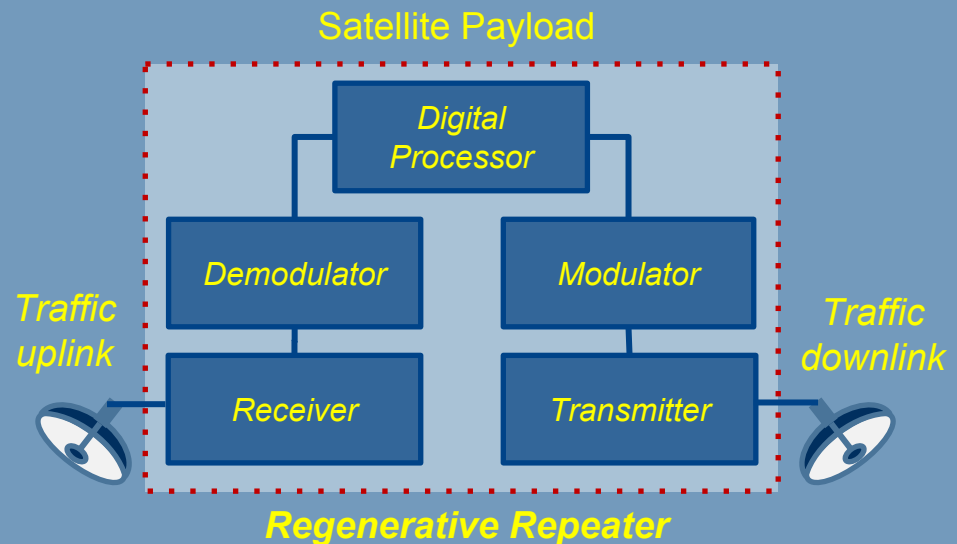 Satellite Payload
Digital
Processor
Demodulator
Modulator
Traffic
uplink
Traffic
downlink
Receiver
Transmitter
Regenerative Repeater